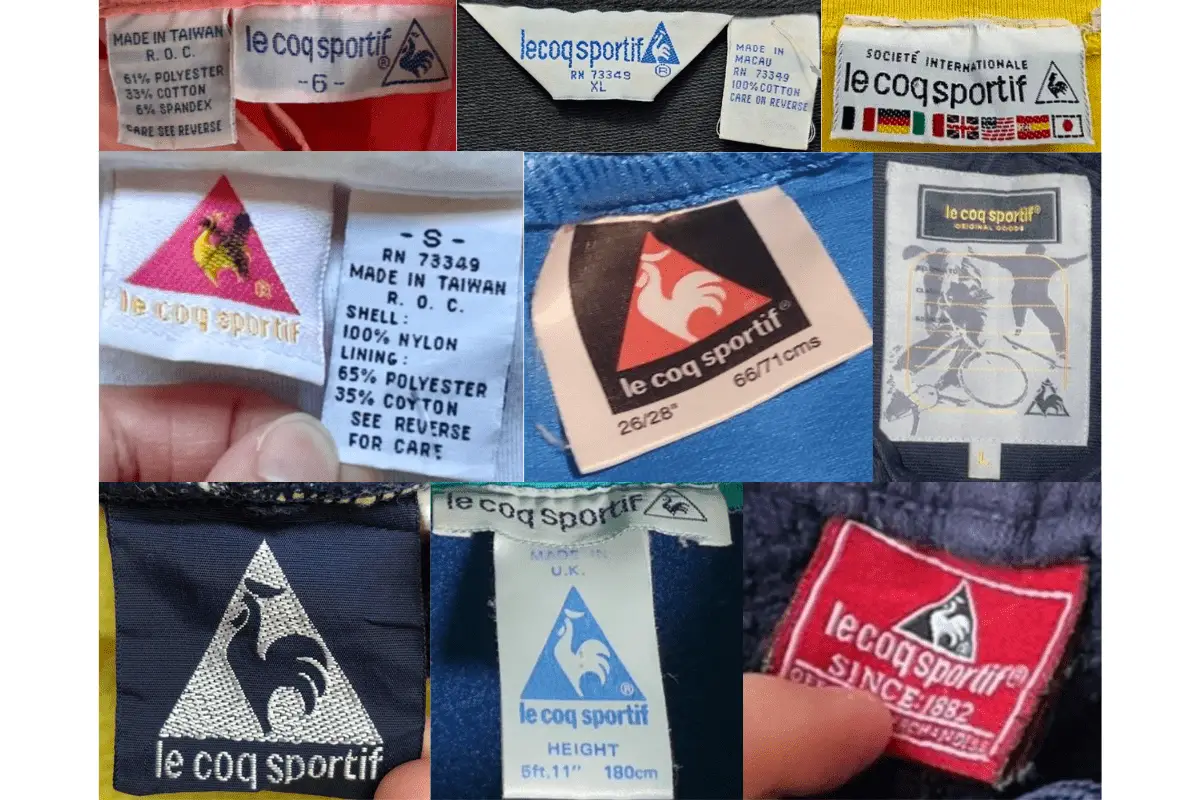 MADE IN TAIWAN
R. O. C.
61% POLYESTER
33% COTTON
6% SPANDEX
CARE SEE REVERSE
le coq sportif ®
-6-
lecoqsportif ®
RN 73349
XL
MADE IN
MACAU
RN 73349
100% COTTON
CARE ON REVERSE
SOCIETÉ INTERNATIONALE
le coq sportif
®
le coq sportif
- S -
RN 73349
MADE IN TAIWAN
R. O. C.
SHELL:
100% NYLON
LINING:
65% POLYESTER
35% COTTON
SEE REVERSE
FOR CARE
le coq sportif®
26/28" 66/71cms
le coq sportif®
ORIGINAL GOODS
L
le coq sportif
le coq sportif
MADE IN
U.K.
®
le coq sportif
HEIGHT
5ft,11" 180cm
lecoqsportif®
SINCE:1882